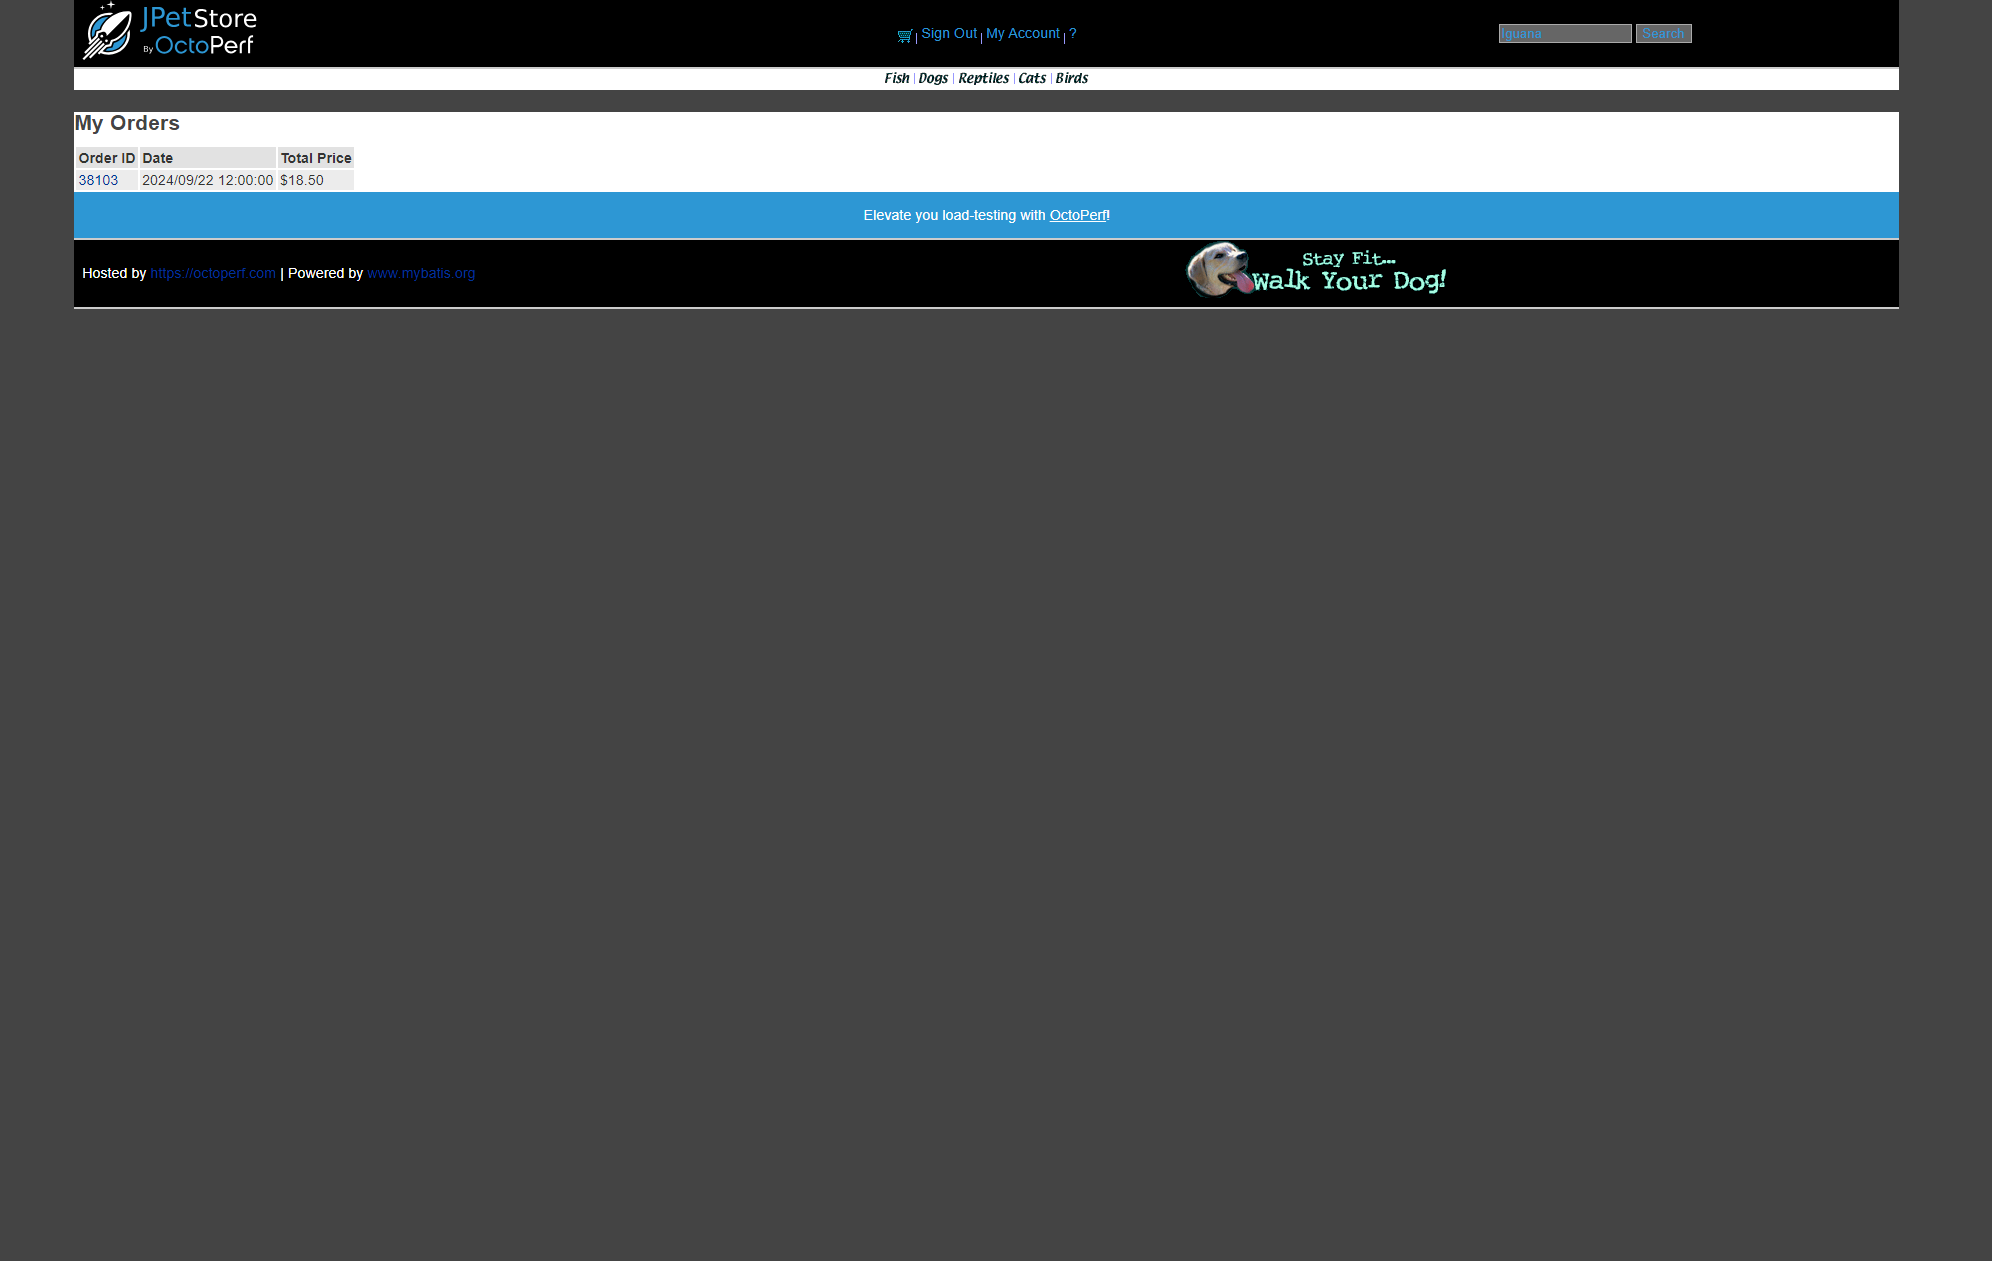 JPetStore
By OctoPerf
Sign Out | My Account | ?
Iguana Search
Fish | Dogs | Reptiles | Cats | Birds
My Orders
Order ID Date Total Price
38103 2024/09/22 12:00:00 $18.50
Elevate you load-testing with OctoPerf!
Hosted by https://octoperf.com | Powered by www.mybatis.org
Stay Fit...
Walk Your Dog!